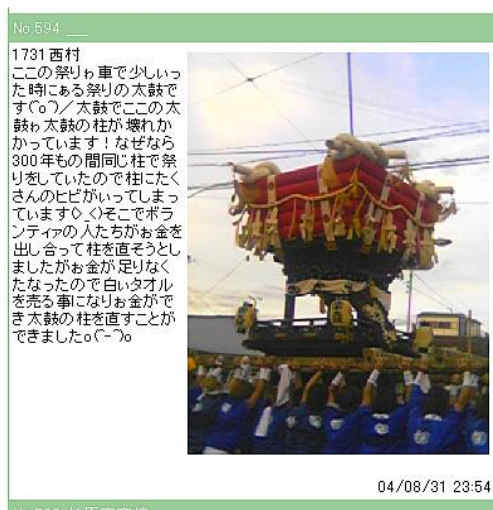 No.594 __
1731 西村
ここの祭りゎ車で少しいっ
た時にある祭りの太鼓で
す(^o^)／太鼓でここの太
鼓ゎ太鼓の柱が壊れか
かっています！なぜなら
300年もの間同じ柱で祭
りをしていたので柱にたく
さんのヒビがいってしまっ
ています>_<)そこでボラ
ンティァの人たちがぉ金を
出し合って柱を直そうとし
ましたがぉ金が足りなく
たなったので白ぃタオル
を売る事になりぉ金がで
き太鼓の柱を直すことが
できましたo(^-^)o
04/08/31 23:54